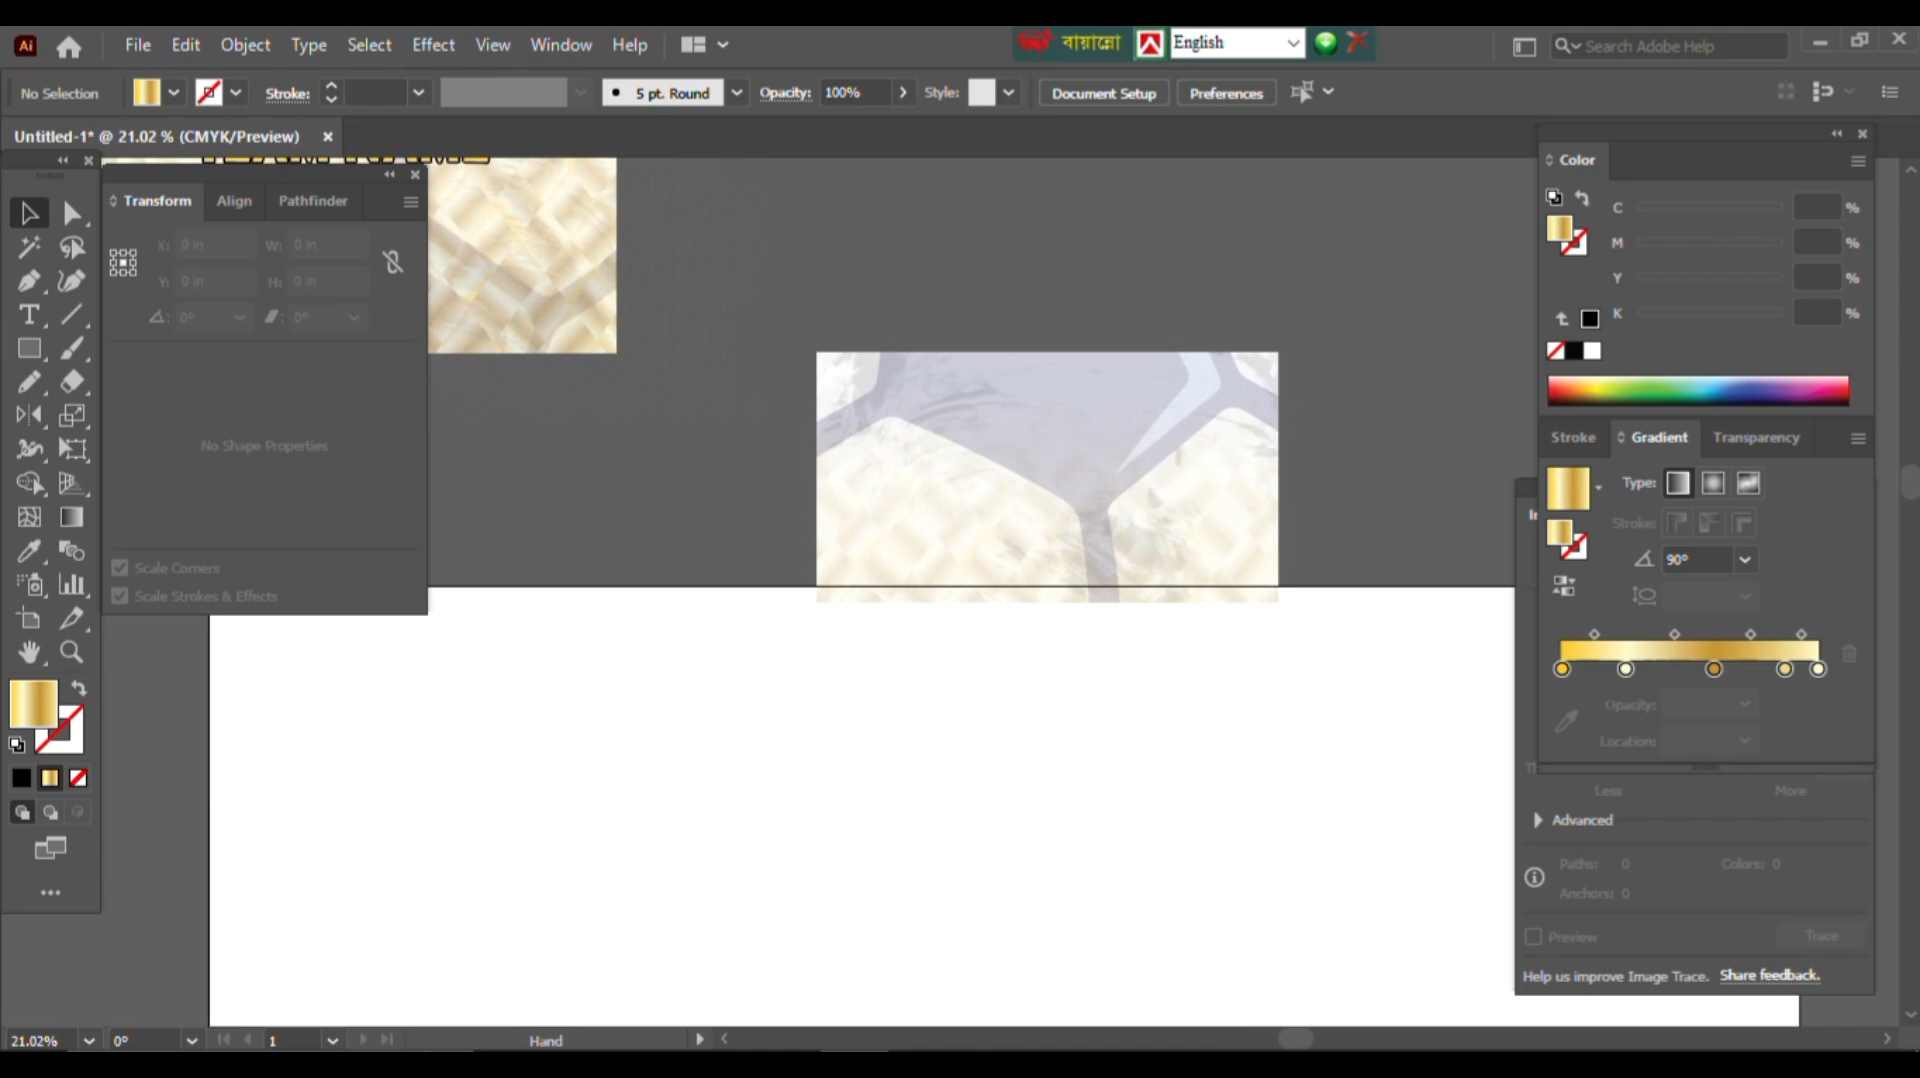 Ai File Edit Object Type Select Effect View Window Help
বায়ান্নো English
Search Adobe Help
No Selection Stroke: 5 pt. Round Opacity: 100% Style: Document Setup Preferences
Untitled-1* @ 21.02 % (CMYK/Preview)
Transform Align Pathfinder
X: 0 in W: 0 in
Y: 0 in H: 0 in
0° 0°
No Shape Properties
Scale Corners
Scale Strokes & Effects
Color
C %
M %
Y %
K %
Stroke Gradient Transparency
Type:
Stroke:
90°
Opacity:
Location:
Less More
Advanced
Paths: 0 Colors: 0
Anchors: 0
Preview Trace
Help us improve Image Trace. Share feedback.
21.02% 0° 1 Hand